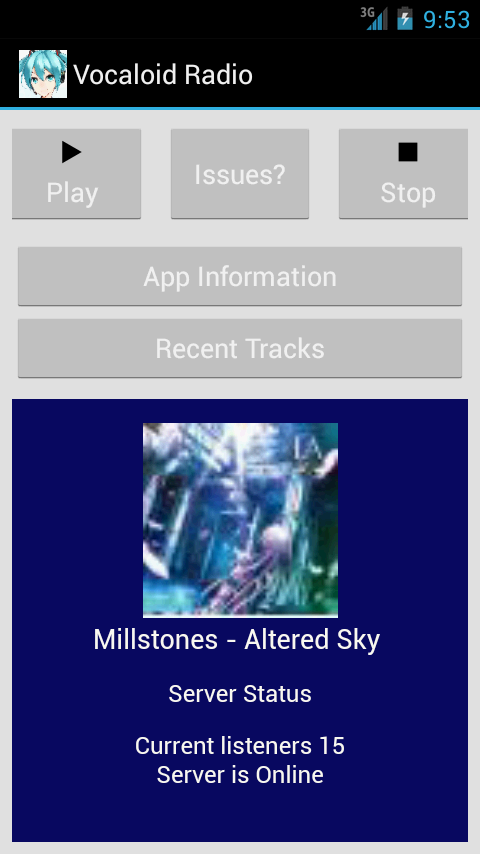 3G
9:53
Vocaloid Radio
Play
Issues?
Stop
App Information
Recent Tracks
IA
Millstones - Altered Sky
Server Status
Current listeners 15
Server is Online